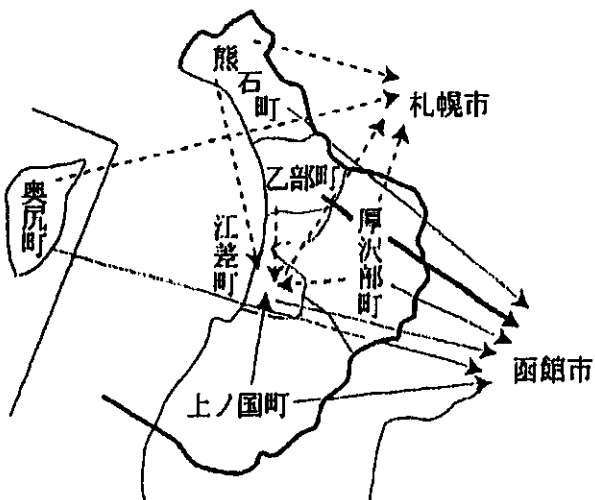 熊石町
札幌市
乙部町
奥尻町
江差町
厚沢部町
函館市
上ノ国町